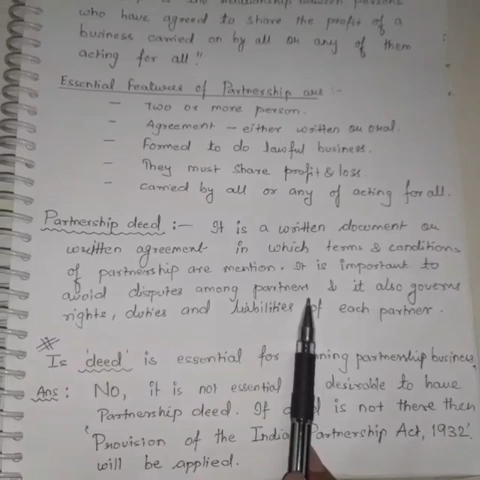 is the relationship between persons
who have agreed to share the profit of a
business carried on by all or any of them
acting for all"
Essential Features of Partnership are :-
- Two or more person.
- Agreement - either written or oral.
- Formed to do lawful business.
- They must share profit & loss
- carried by all or any of acting for all.
Partnership deed :- It is a written document or
written agreement in which terms & conditions
of partnership are mention. It is important to
avoid disputes among partners & it also governs
rights, duties and liabilities of each partner.
Is 'deed' is essential for partnership business
Ans : No, it is not essential desirable to have
Partnership deed. If is not there then
'Provision of the Indian Partnership Act, 1932'
will be applied.